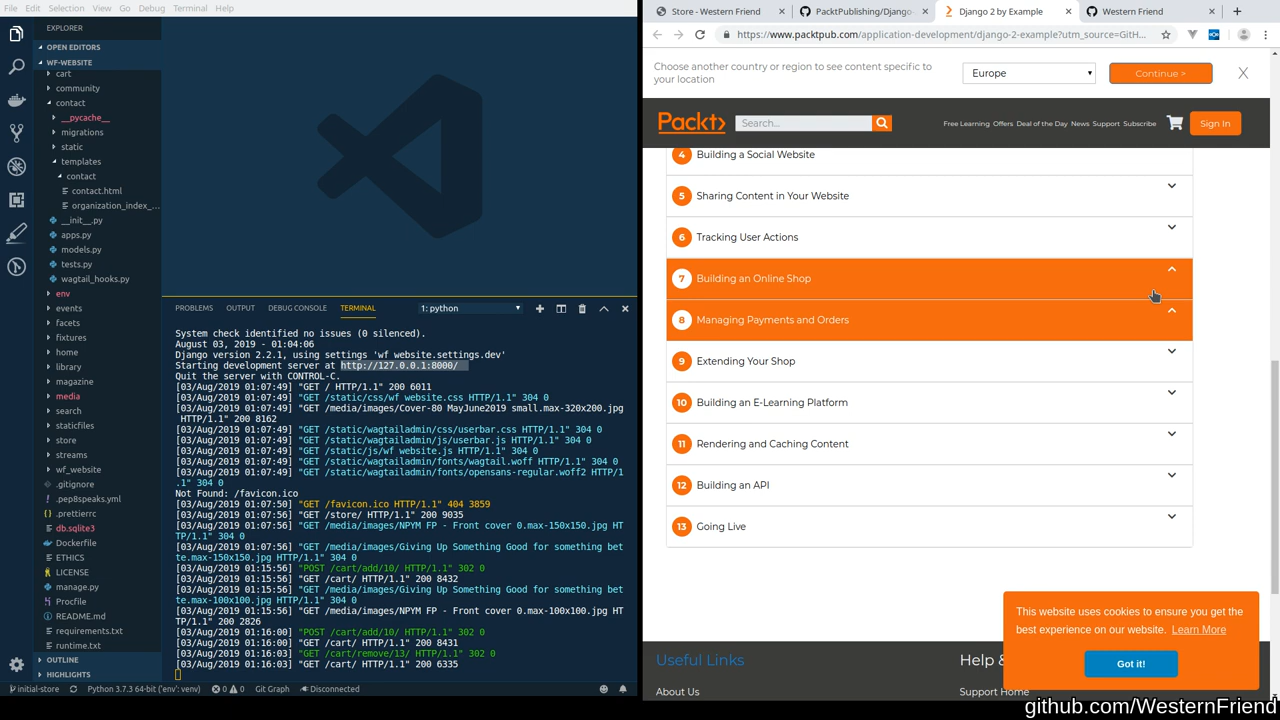 File Edit Selection View Go Debug Terminal Help
EXPLORER
OPEN EDITORS
WF-WEBSITE
cart
community
contact
__pycache__
migrations
static
templates
contact
contact.html
organization_index_...
__init__.py
apps.py
models.py
tests.py
wagtail_hooks.py
env
events
facets
fixtures
home
library
magazine
media
search
staticfiles
store
streams
wf_website
.gitignore
.pep8speaks.yml
.prettierrc
db.sqlite3
Dockerfile
ETHICS
LICENSE
manage.py
Procfile
README.md
requirements.txt
runtime.txt
OUTLINE
HIGHLIGHTS
PROBLEMS OUTPUT DEBUG CONSOLE TERMINAL 1: python
System check identified no issues (0 silenced).
August 03, 2019 - 01:04:06
Django version 2.2.1, using settings 'wf_website.settings.dev'
Starting development server at http://127.0.0.1:8000/
Quit the server with CONTROL-C.
[03/Aug/2019 01:07:49] "GET / HTTP/1.1" 200 6011
[03/Aug/2019 01:07:49] "GET /static/css/wf_website.css HTTP/1.1" 304 0
[03/Aug/2019 01:07:49] "GET /media/images/Cover-80_MayJune2019_small.max-320x200.jpg
HTTP/1.1" 200 8162
[03/Aug/2019 01:07:49] "GET /static/wagtailadmin/css/userbar.css HTTP/1.1" 304 0
[03/Aug/2019 01:07:49] "GET /static/wagtailadmin/js/userbar.js HTTP/1.1" 304 0
[03/Aug/2019 01:07:49] "GET /static/js/wf_website.js HTTP/1.1" 304 0
[03/Aug/2019 01:07:49] "GET /static/wagtailadmin/fonts/wagtail.woff HTTP/1.1" 304 0
[03/Aug/2019 01:07:49] "GET /static/wagtailadmin/fonts/opensans-regular.woff2 HTTP/1
.1" 304 0
Not Found: /favicon.ico
[03/Aug/2019 01:07:50] "GET /favicon.ico HTTP/1.1" 404 3859
[03/Aug/2019 01:07:56] "GET /store/ HTTP/1.1" 200 9035
[03/Aug/2019 01:07:56] "GET /media/images/NPYM_FP_-_Front_cover_0.max-150x150.jpg HT
TP/1.1" 304 0
[03/Aug/2019 01:07:56] "GET /media/images/Giving_Up_Something_Good_for_something_bet
te.max-150x150.jpg HTTP/1.1" 304 0
[03/Aug/2019 01:15:56] "POST /cart/add/10/ HTTP/1.1" 302 0
[03/Aug/2019 01:15:56] "GET /cart/ HTTP/1.1" 200 8432
[03/Aug/2019 01:15:56] "GET /media/images/Giving_Up_Something_Good_for_something_bet
te.max-100x100.jpg HTTP/1.1" 304 0
[03/Aug/2019 01:15:56] "GET /media/images/NPYM_FP_-_Front_cover_0.max-100x100.jpg HT
TP/1.1" 200 2826
[03/Aug/2019 01:16:00] "POST /cart/add/10/ HTTP/1.1" 302 0
[03/Aug/2019 01:16:03] "GET /cart/ HTTP/1.1" 200 8431
[03/Aug/2019 01:16:03] "GET /cart/remove/13/ HTTP/1.1" 302 0
[03/Aug/2019 01:16:03] "GET /cart/ HTTP/1.1" 200 6335
initial-store Python 3.7.3 64-bit ('env': venv) 0 0 Git Graph Disconnected
Store - Western Friend PacktPublishing/Django- Django 2 by Example Western Friend
https://www.packtpub.com/application-development/django-2-example?utm_source=GitH...
Choose another country or region to see content specific to
your location
Europe
Continue >
X
Packt>
Search...
Free Learning Offers Deal of the Day News Support Subscribe
Sign In
4 Building a Social Website
5 Sharing Content in Your Website
6 Tracking User Actions
7 Building an Online Shop
8 Managing Payments and Orders
9 Extending Your Shop
10 Building an E-Learning Platform
11 Rendering and Caching Content
12 Building an API
13 Going Live
This website uses cookies to ensure you get the
best experience on our website. Learn More
Got it!
Useful Links
About Us
Help &
Support Home
github.com/WesternFriend